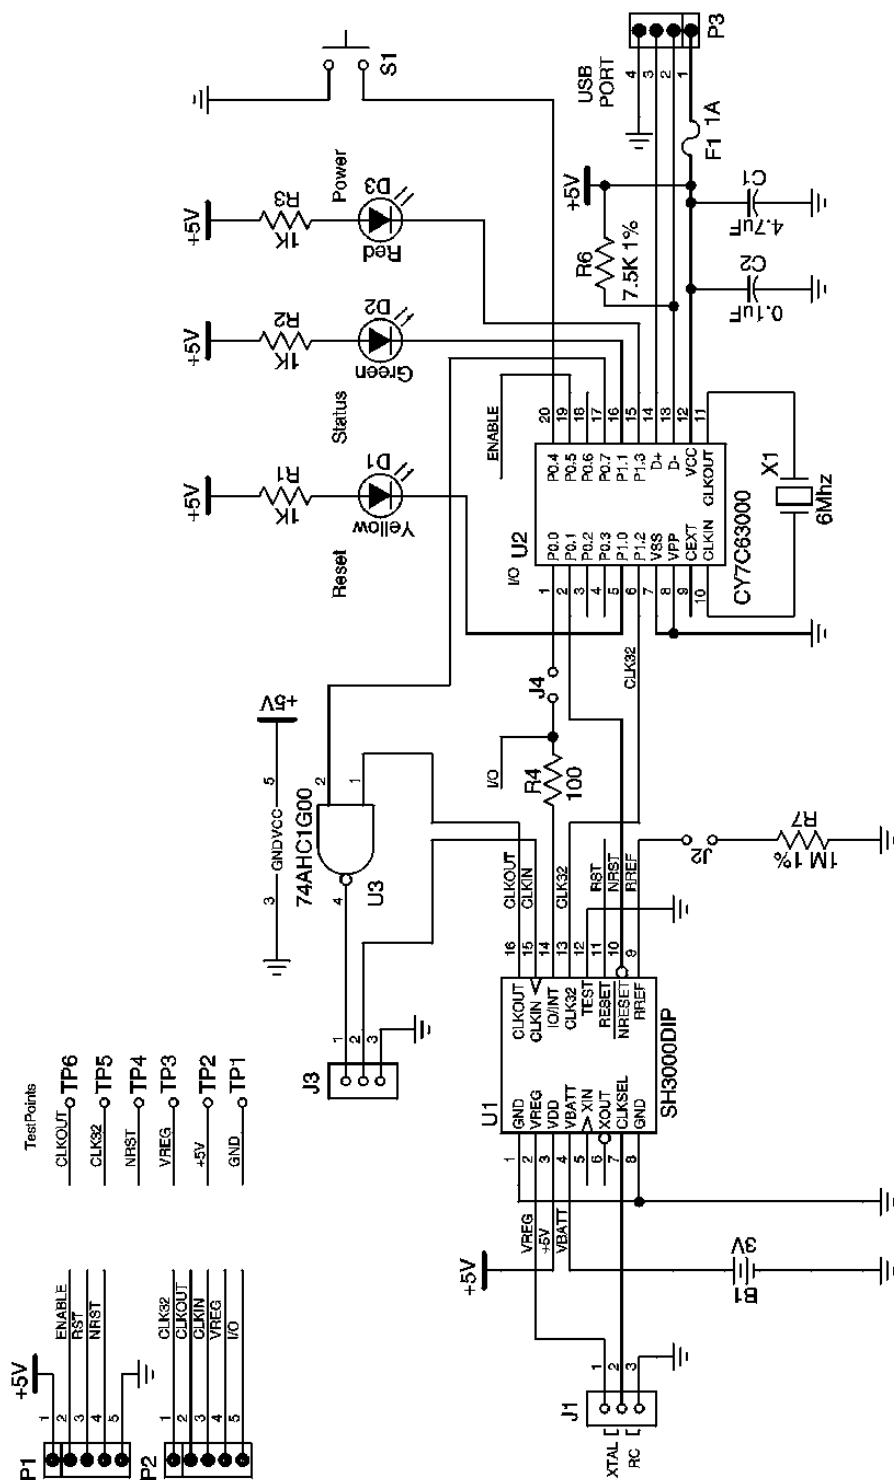 P1
1
2
3
4
5
+5V
ENABLE
RST
NRST
P2
1
2
3
4
5
CLK32
CLKOUT
CLKIN
VREG
I/O
TestPoints
CLKOUT TP6
CLK32 TP5
NRST TP4
VREG TP3
+5V TP2
GND TP1
J1
XTAL
RC
1
2
3
+5V
B1
3V
VREG
+5V
VBATT
U1
SH3000DIP
1 GND
2 VREG
3 VDD
4 VBATT
5 XIN
6 XOUT
7 CLKSEL
8 GND
CLKOUT 16
CLKIN 15
IO/INT 14
CLK32 13
TEST 12
RESET 11
NRESET 10
RREF 9
CLKOUT
CLKIN
CLK32
RST
NRST
RREF
J3
1
2
3
U3
74AHC1G00
4
2
1
3 GND VCC 5
+5V
J2
R7
1M 1%
R4
100
I/O
J4
CLK32
I/O
U2
CY7C63000
1 P0.0
2 P0.1
3 P0.2
4 P0.3
5 P1.0
6 P1.2
7 VSS
8 VPP
9 CEXT
10 CLKIN
P0.4 20
P0.5 19
P0.6 18
P0.7 17
P1.1 16
P1.3 15
D+ 14
D- 13
VCC 12
CLKOUT 11
ENABLE
X1
6Mhz
Reset
+5V
R1
1K
D1
Yellow
Status
+5V
R2
1K
D2
Green
Power
+5V
R3
1K
D3
Red
S1
+5V
R6
7.5K 1%
C2
0.1uF
C1
4.7uF
F1 1A
USB
PORT
4
3
2
1
P3